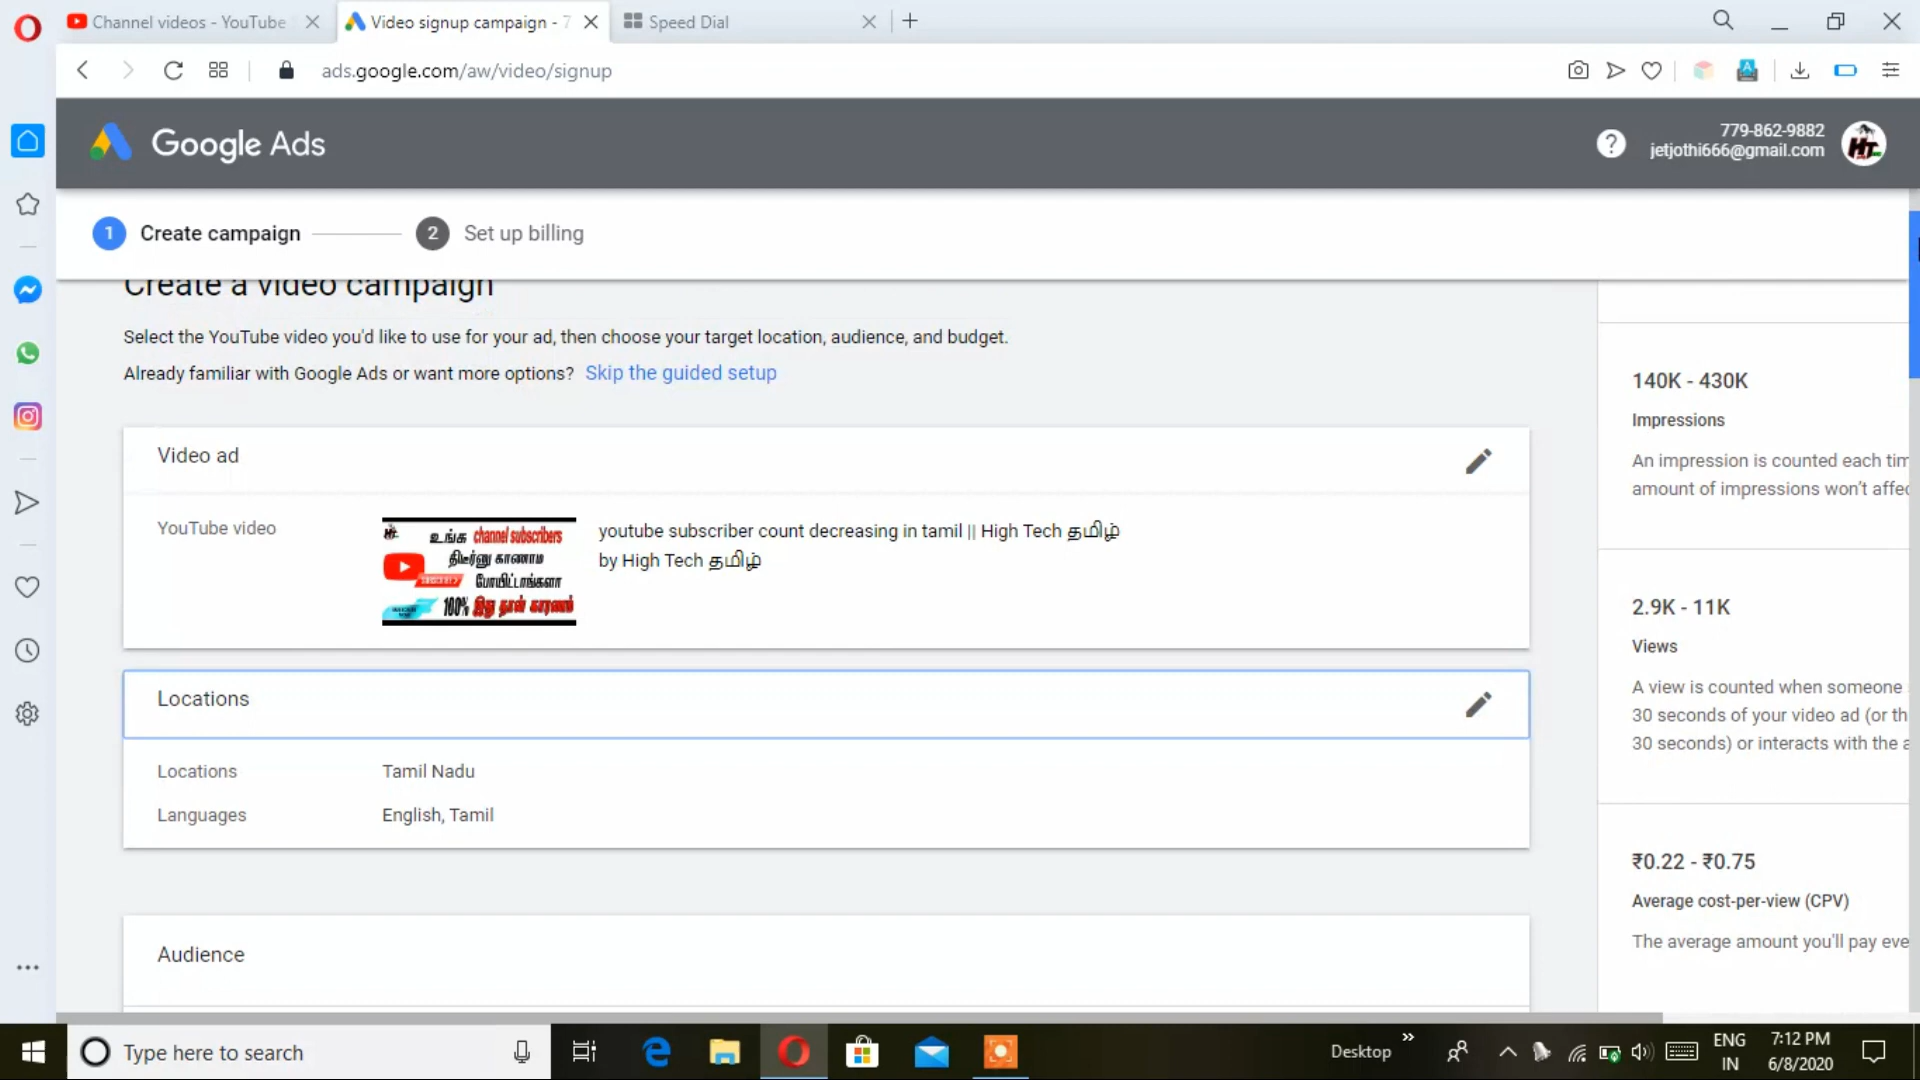 Channel videos - YouTube
Video signup campaign - 7
Speed Dial
ads.google.com/aw/video/signup
Google Ads
779-862-9882
jetjothi666@gmail.com
1 Create campaign
2 Set up billing
Create a video campaign
Select the YouTube video you'd like to use for your ad, then choose your target location, audience, and budget.
Already familiar with Google Ads or want more options? Skip the guided setup
Video ad
YouTube video
உங்க channel subscribers
திடீர்னு காணாம
போயிட்டாங்களா
SUBSCRIBE
100% இது தான் காரணம்
youtube subscriber count decreasing in tamil || High Tech தமிழ்
by High Tech தமிழ்
Locations
Locations Tamil Nadu
Languages English, Tamil
Audience
140K - 430K
Impressions
An impression is counted each tim
amount of impressions won't affec
2.9K - 11K
Views
A view is counted when someone
30 seconds of your video ad (or th
30 seconds) or interacts with the a
₹0.22 - ₹0.75
Average cost-per-view (CPV)
The average amount you'll pay eve
Type here to search
Desktop
ENG
IN
7:12 PM
6/8/2020